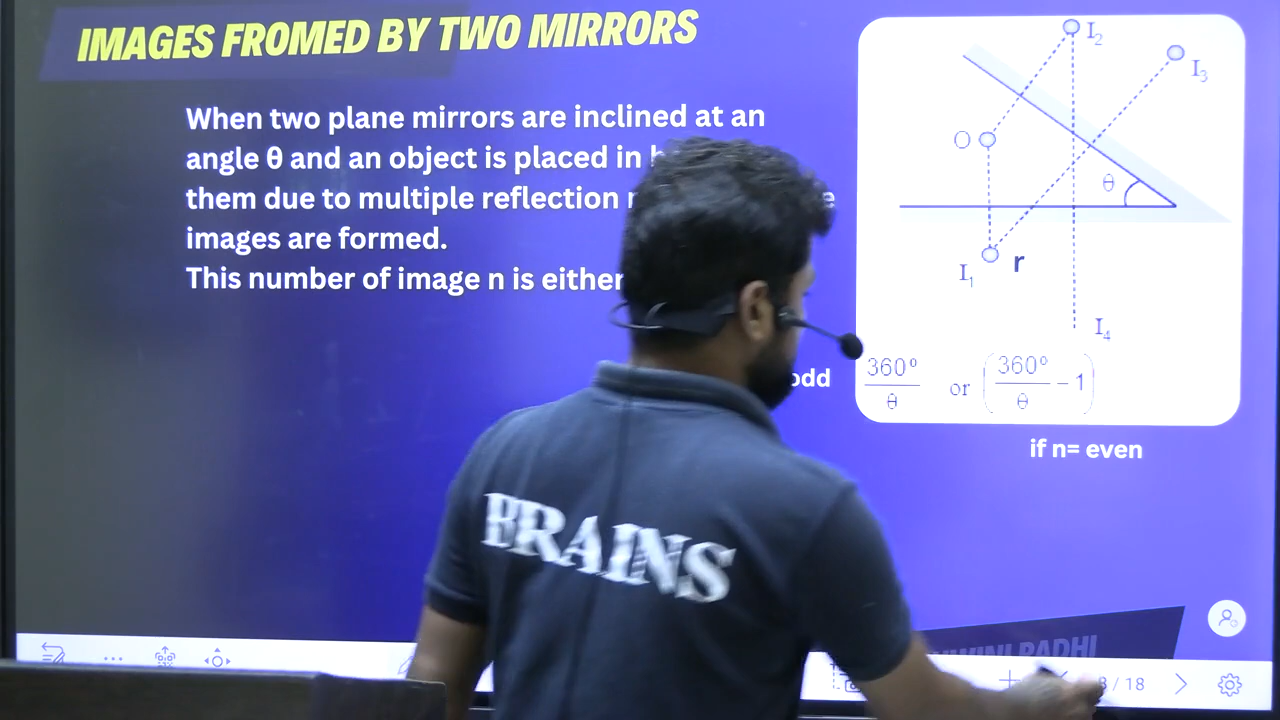 IMAGES FROMED BY TWO MIRRORS
When two plane mirrors are inclined at an
angle θ and an object is placed in
them due to multiple reflection
images are formed.
This number of image n is either
odd
I₂
I₃
O
θ
I₁
r
I₄
360°/θ or (360°/θ − 1)
if n= even
BRAINS
PADHI
/ 18